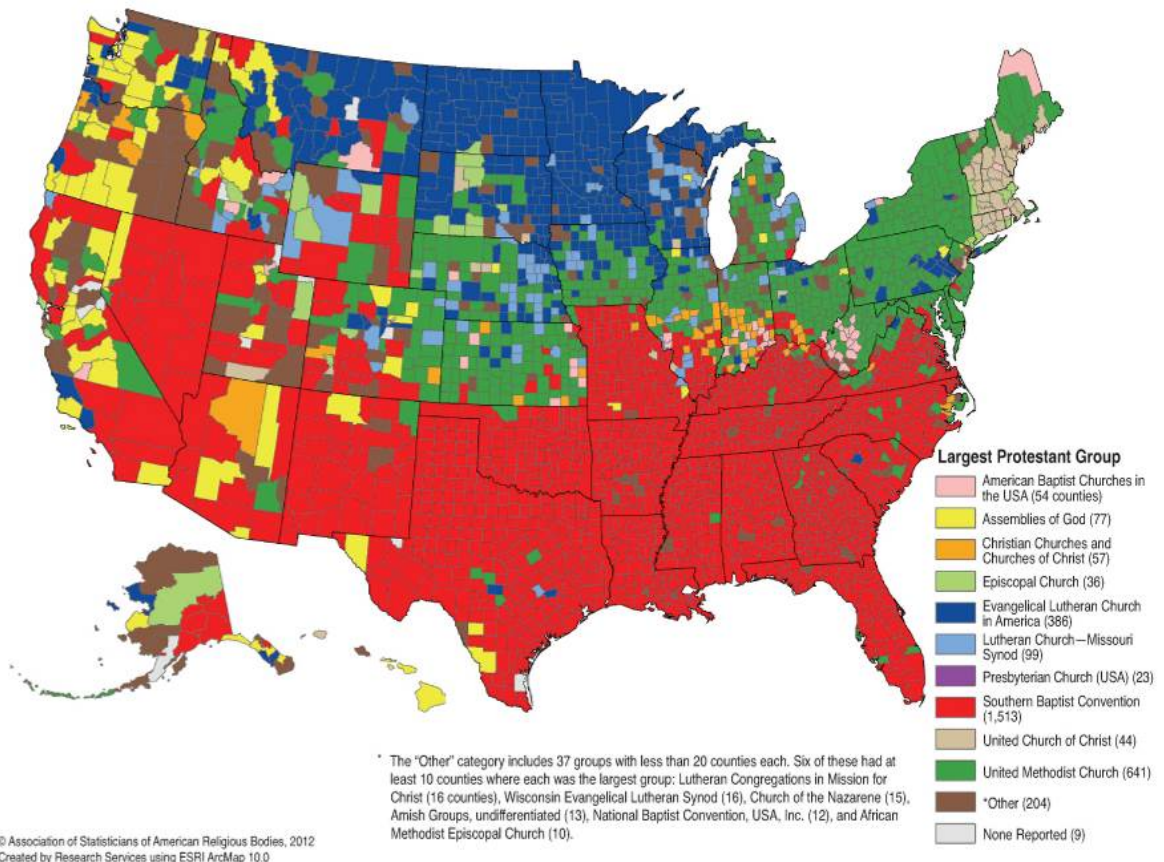 Largest Protestant Group
American Baptist Churches in
the USA (54 counties)
Assemblies of God (77)
Christian Churches and
Churches of Christ (57)
Episcopal Church (36)
Evangelical Lutheran Church
in America (386)
Lutheran Church—Missouri
Synod (99)
Presbyterian Church (USA) (23)
Southern Baptist Convention
(1,513)
United Church of Christ (44)
United Methodist Church (641)
*Other (204)
None Reported (9)
* The "Other" category includes 37 groups with less than 20 counties each. Six of these had at
least 10 counties where each was the largest group: Lutheran Congregations in Mission for
Christ (16 counties), Wisconsin Evangelical Lutheran Synod (16), Church of the Nazarene (15),
Amish Groups, undifferentiated (13), National Baptist Convention, USA, Inc. (12), and African
Methodist Episcopal Church (10).
© Association of Statisticians of American Religious Bodies, 2012
Created by Research Services using ESRI ArcMap 10.0